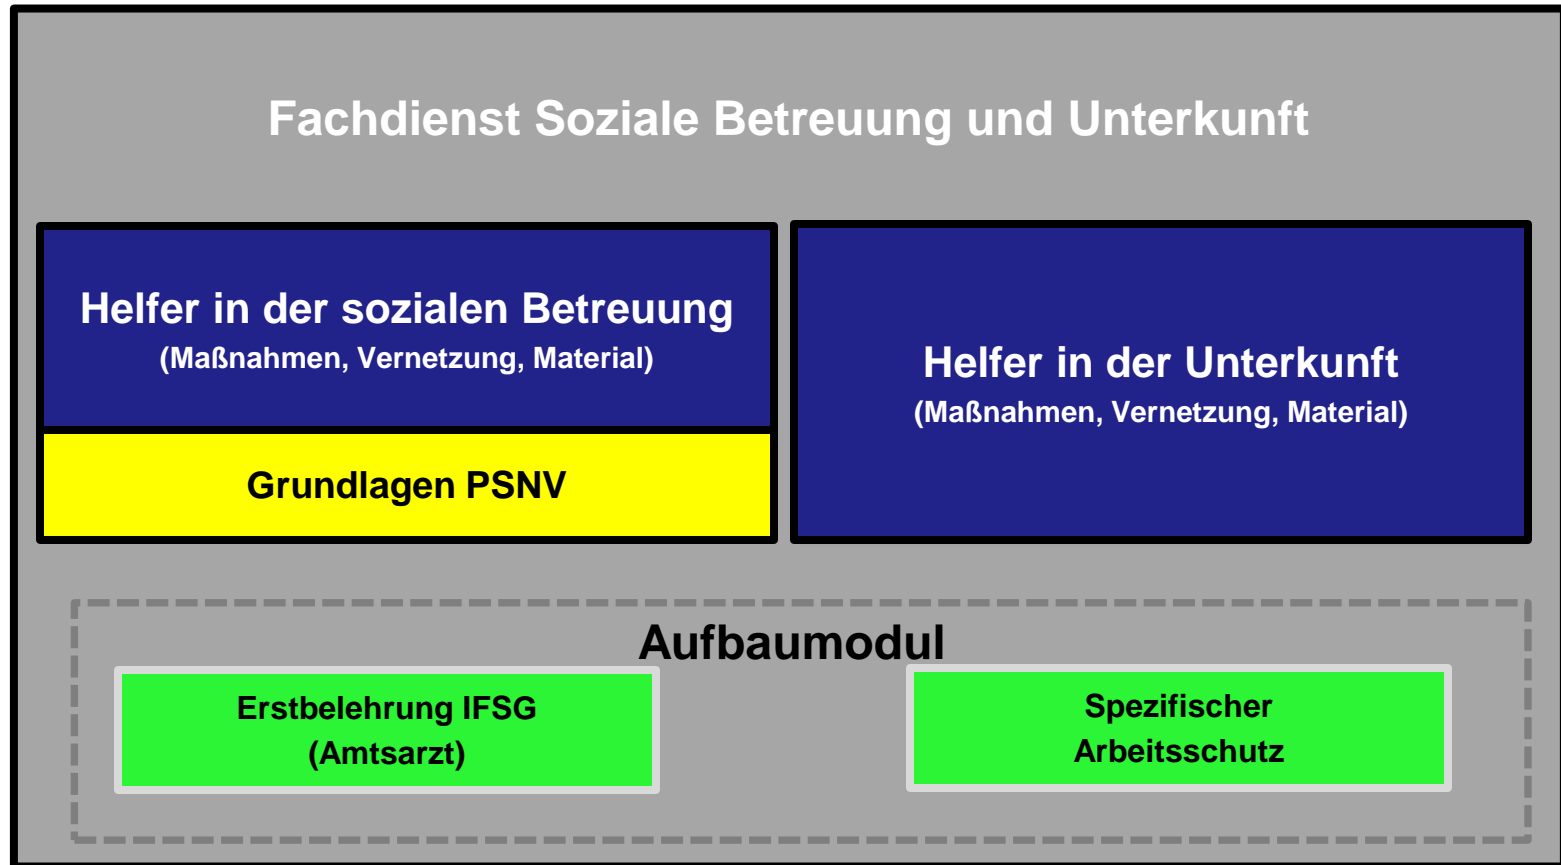 Fachdienst Soziale Betreuung und Unterkunft
Helfer in der sozialen Betreuung
(Maßnahmen, Vernetzung, Material)
Grundlagen PSNV
Helfer in der Unterkunft
(Maßnahmen, Vernetzung, Material)
Aufbaumodul
Erstbelehrung IFSG
(Amtsarzt)
Spezifischer
Arbeitsschutz